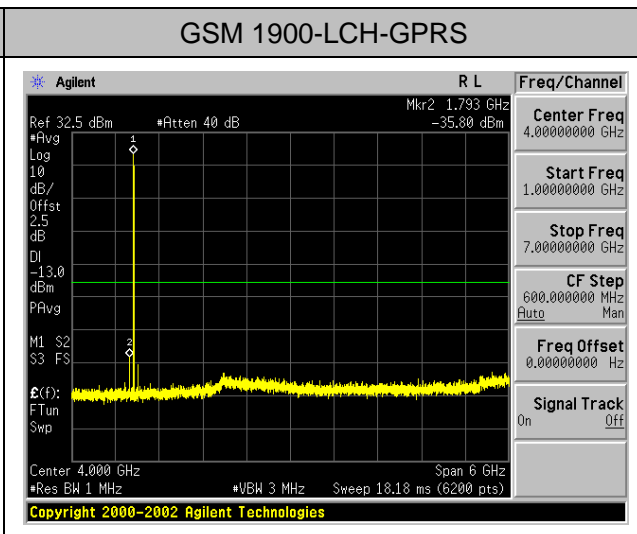 GSM 1900-LCH-GPRS
Agilent R L Freq/Channel
Mkr2 1.793 GHz
Ref 32.5 dBm #Atten 40 dB -35.80 dBm
#Avg
Log
10
dB/
Offst
2.5
dB
DI
-13.0
dBm
PAvg
M1 S2
S3 FS
£(f):
FTun
Swp
1
2
Center 4.000 GHz Span 6 GHz
#Res BW 1 MHz #VBW 3 MHz Sweep 18.18 ms (6200 pts)
Copyright 2000-2002 Agilent Technologies
Center Freq
4.00000000 GHz
Start Freq
1.00000000 GHz
Stop Freq
7.00000000 GHz
CF Step
600.000000 MHz
Auto Man
Freq Offset
0.00000000 Hz
Signal Track
On Off